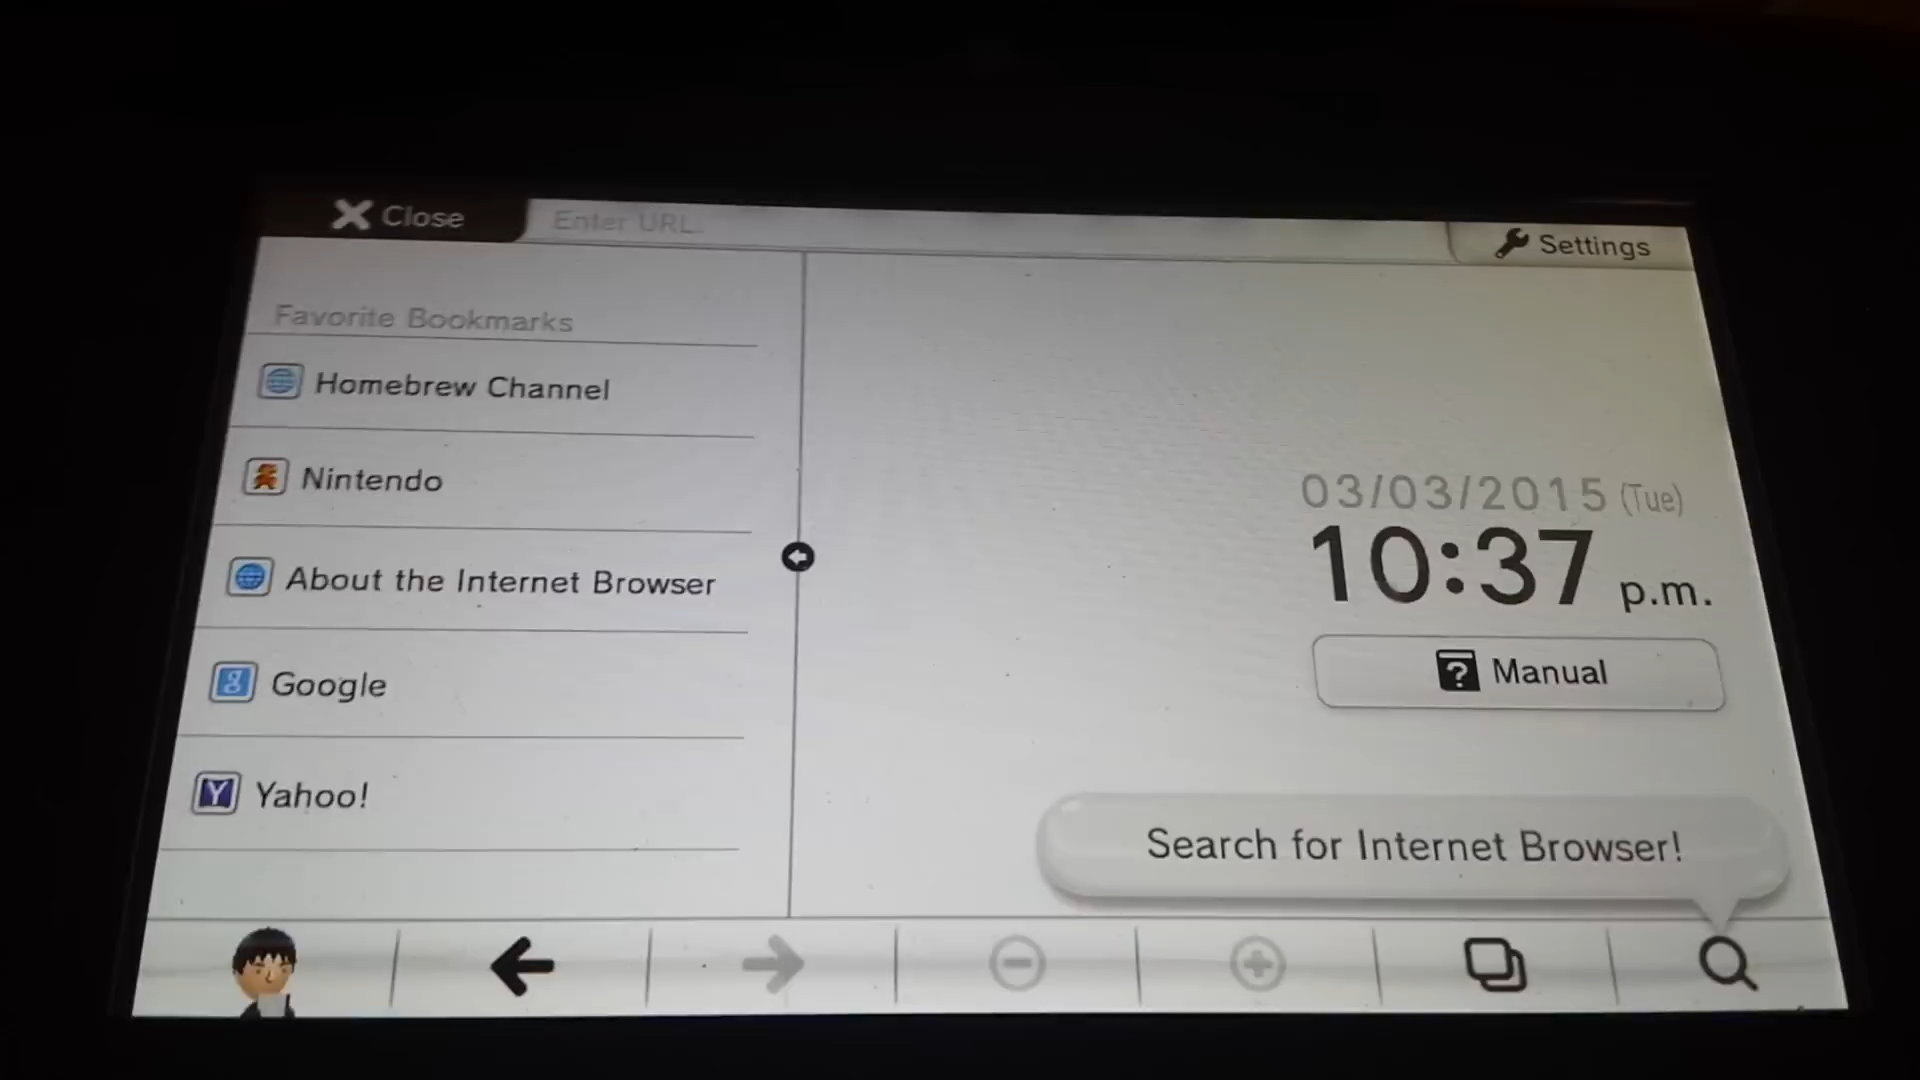 Close
Enter URL.
Settings
Favorite Bookmarks
Homebrew Channel
Nintendo
About the Internet Browser
Google
Yahoo!
03/03/2015 (Tue)
10:37 p.m.
Manual
Search for Internet Browser!